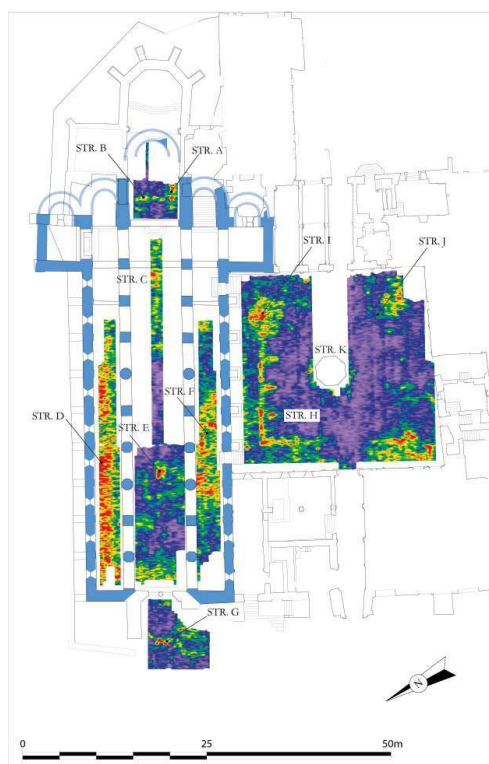 STR. B
STR. A
STR. I
STR. J
STR. C
STR. K
STR. D
STR. E
STR. F
STR. H
STR. G
N
0
25
50m